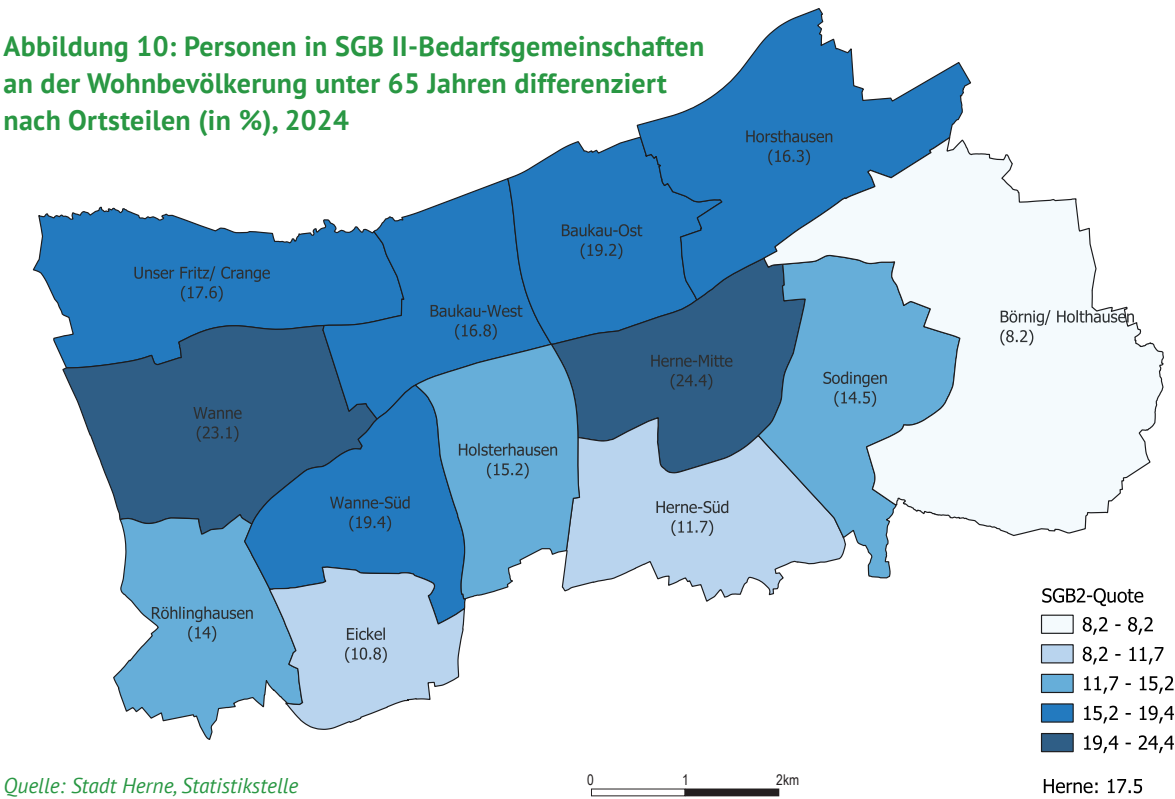 Abbildung 10: Personen in SGB II-Bedarfsgemeinschaften
an der Wohnbevölkerung unter 65 Jahren differenziert
nach Ortsteilen (in %), 2024
Horsthausen
(16.3)
Baukau-Ost
(19.2)
Unser Fritz/ Crange
(17.6)
Baukau-West
(16.8)
Börnig/ Holthausen
(8.2)
Herne-Mitte
(24.4)
Sodingen
(14.5)
Wanne
(23.1)
Holsterhausen
(15.2)
Wanne-Süd
(19.4)
Herne-Süd
(11.7)
Röhlinghausen
(14)
Eickel
(10.8)
SGB2-Quote
8,2 - 8,2
8,2 - 11,7
11,7 - 15,2
15,2 - 19,4
19,4 - 24,4
Herne: 17.5
0 1 2km
Quelle: Stadt Herne, Statistikstelle